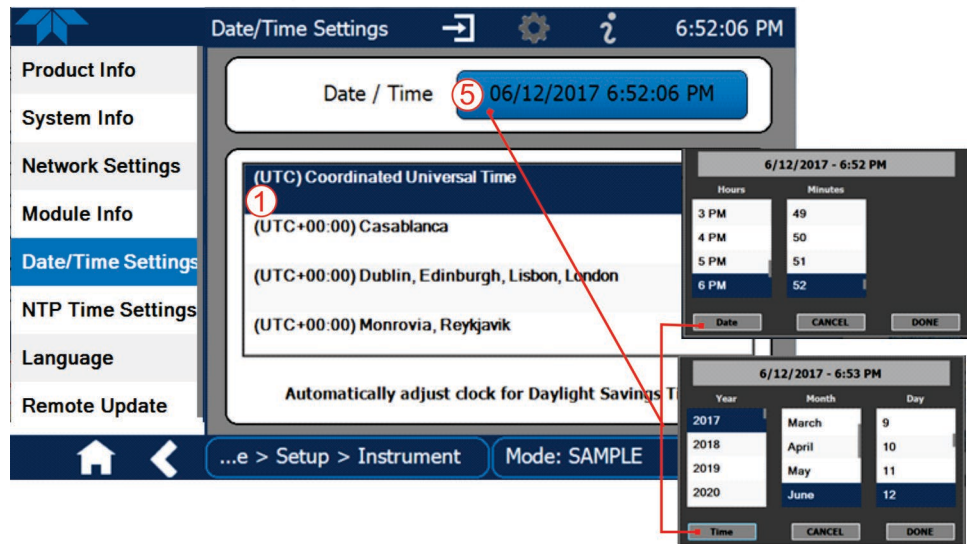 Date/Time Settings
6:52:06 PM
Product Info
System Info
Network Settings
Module Info
Date/Time Settings
NTP Time Settings
Language
Remote Update
Date / Time
5
06/12/2017 6:52:06 PM
(UTC) Coordinated Universal Time
1
(UTC+00:00) Casablanca
(UTC+00:00) Dublin, Edinburgh, Lisbon, London
(UTC+00:00) Monrovia, Reykjavik
Automatically adjust clock for Daylight Savings T
...e > Setup > Instrument
Mode: SAMPLE
6/12/2017 - 6:52 PM
Hours Minutes
3 PM 49
4 PM 50
5 PM 51
6 PM 52
Date CANCEL DONE
6/12/2017 - 6:53 PM
Year Month Day
2017 March 9
2018 April 10
2019 May 11
2020 June 12
Time CANCEL DONE